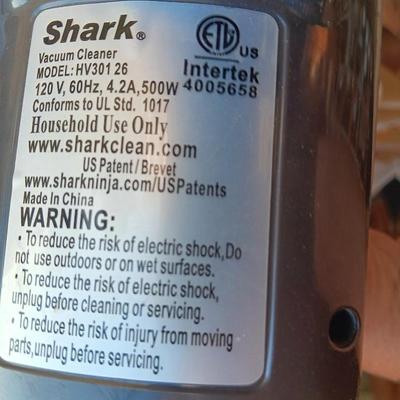 Shark®
ETL
US
Intertek
4005658
Vacuum Cleaner
MODEL: HV301 26
120 V, 60Hz, 4.2A, 500W
Conforms to UL Std. 1017
Household Use Only
www.sharkclean.com
US Patent/Brevet
www.sharkninja.com/USPatents
Made In China
WARNING:
• To reduce the risk of electric shock,Do
not use outdoors or on wet surfaces.
• To reduce the risk of electric shock,
unplug before cleaning or servicing.
• To reduce the risk of injury from moving
parts,unplug before servicing.